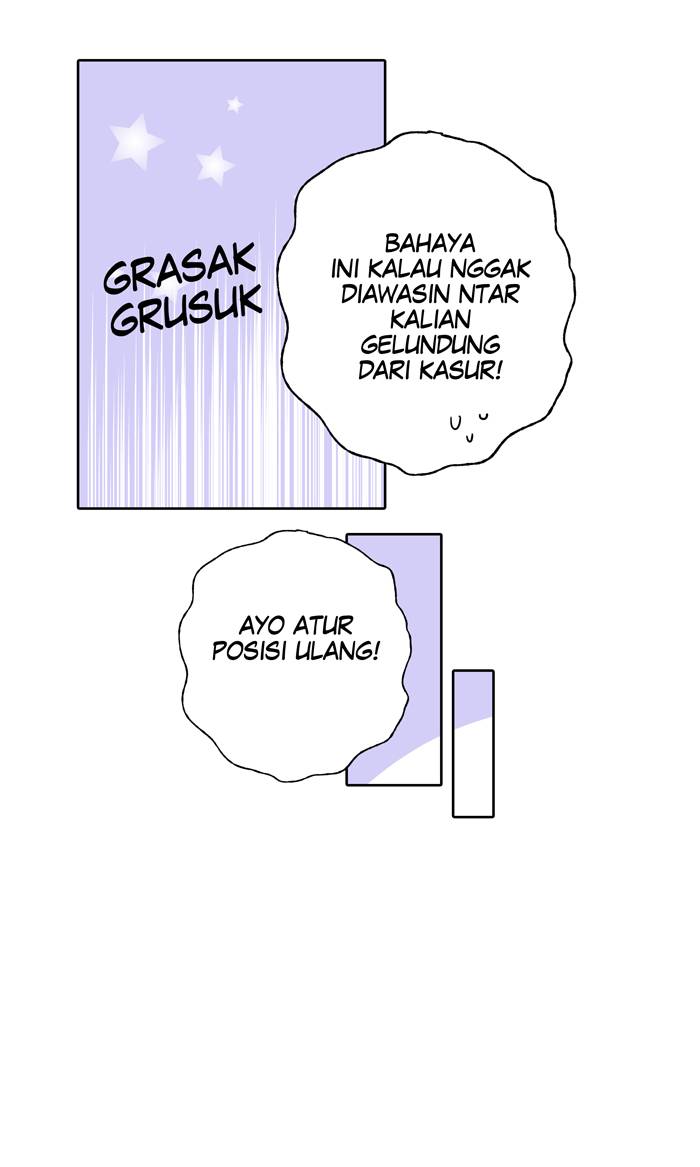 GRASAK
GRUSUK
BAHAYA
INI KALAU NGGAK
DIAWASIN NTAR
KALIAN
GELUNDUNG
DARI KASUR!
AYO ATUR
POSISI ULANG!